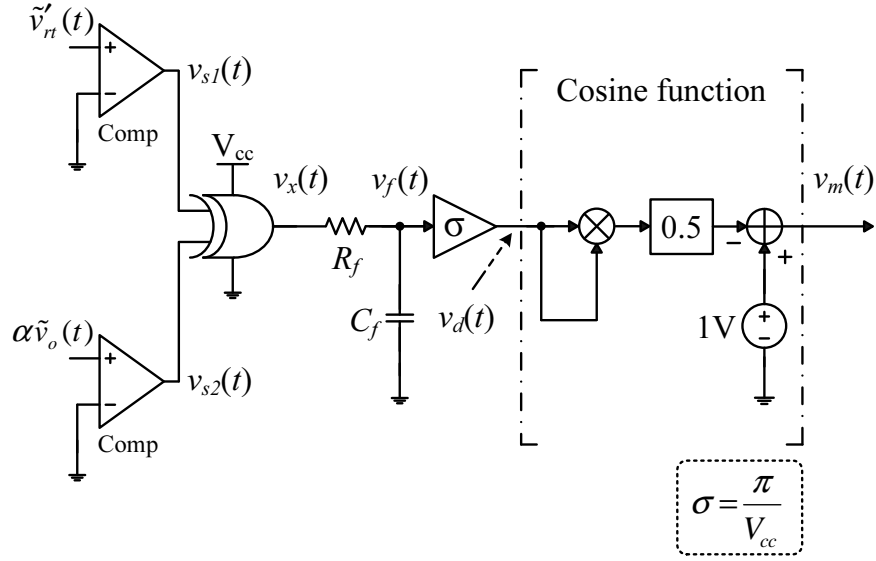 ṽ′rt(t)
+
−
Comp
vs1(t)
Vcc
vx(t)
Rf
vf(t)
Cf
σ
vd(t)
Cosine function
0.5
−
+
1V
+
−
vm(t)
αṽo(t)
+
−
Comp
vs2(t)
σ = π / Vcc